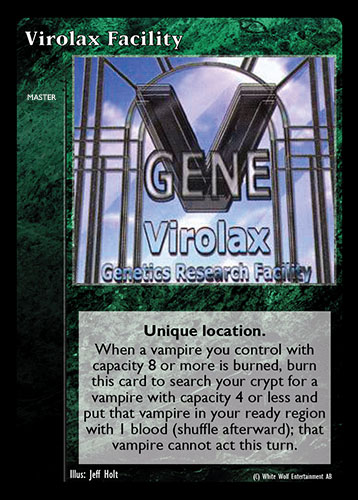 Virolax Facility
MASTER
V
GENE
Virolax
Genetics Research Facility
Unique location.
When a vampire you control with
capacity 8 or more is burned, burn
this card to search your crypt for a
vampire with capacity 4 or less and
put that vampire in your ready region
with 1 blood (shuffle afterward); that
vampire cannot act this turn.
Illus: Jeff Holt
(C) White Wolf Entertainment AB